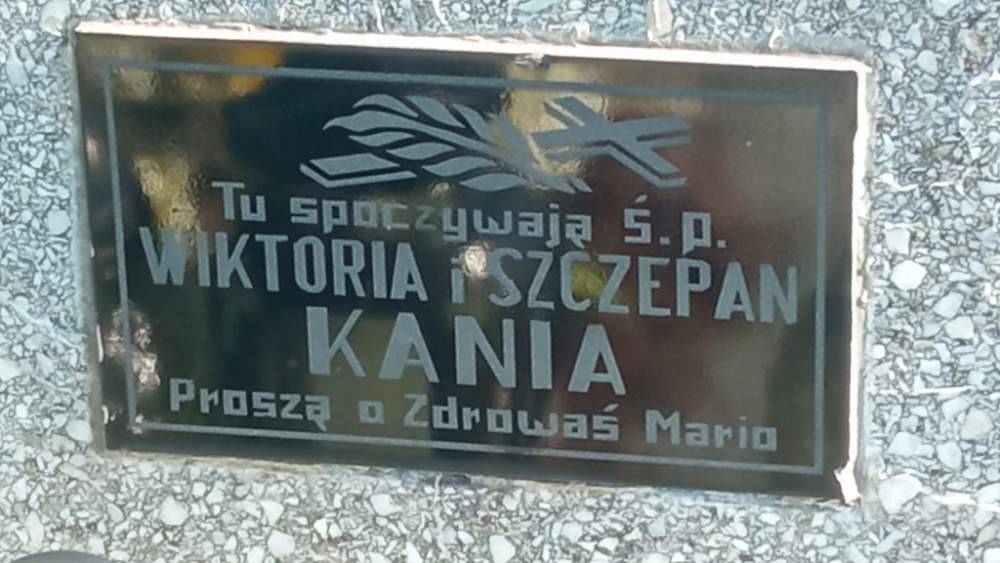 Tu spoczywają ś.p.
WIKTORIA i SZCZEPAN
KANIA
Proszą o Zdrowaś Mario